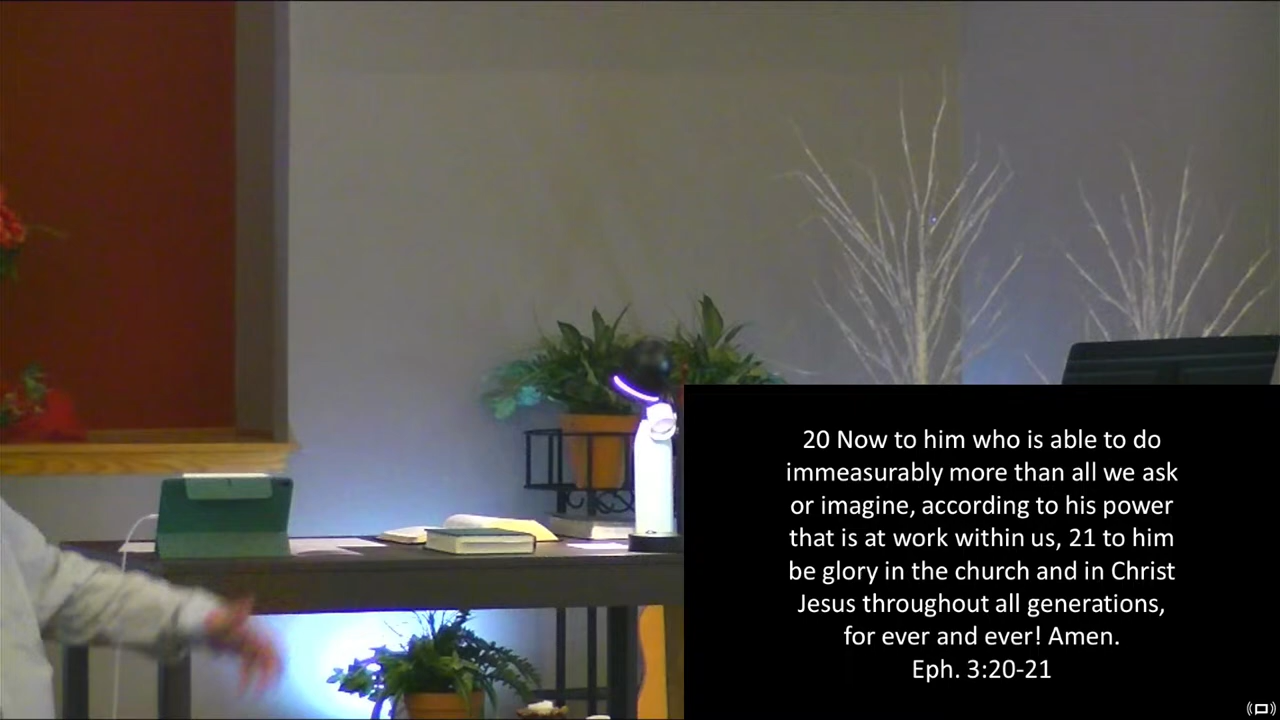 20 Now to him who is able to do
immeasurably more than all we ask
or imagine, according to his power
that is at work within us, 21 to him
be glory in the church and in Christ
Jesus throughout all generations,
for ever and ever! Amen.
Eph. 3:20-21